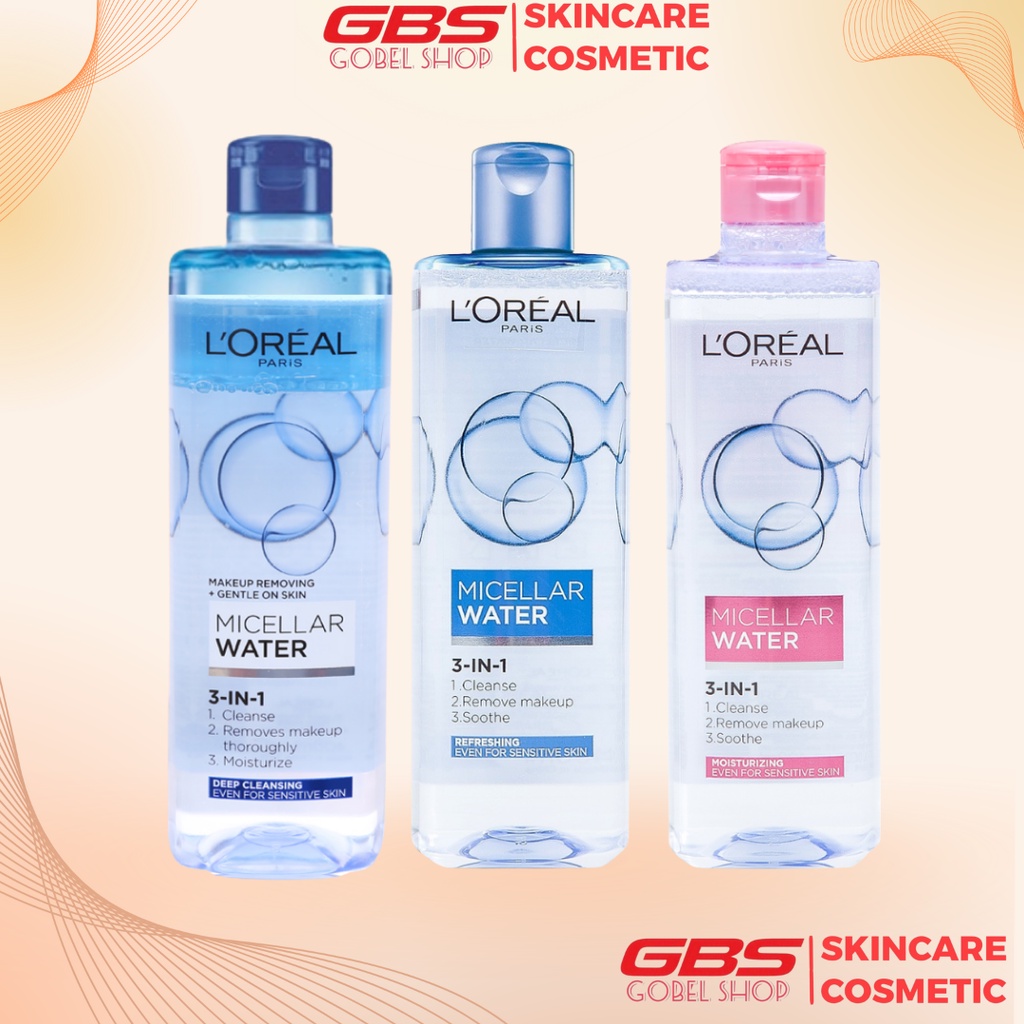 GBS
GOBEL SHOP
SKINCARE
COSMETIC
L'ORÉAL
PARIS
MAKEUP REMOVING
+ GENTLE ON SKIN
MICELLAR
WATER
3-IN-1
1. Cleanse
2. Removes makeup
thoroughly
3. Moisturize
DEEP CLEANSING
EVEN FOR SENSITIVE SKIN
L'ORÉAL
PARIS
MICELLAR
WATER
3-IN-1
1.Cleanse
2.Remove makeup
3.Soothe
REFRESHING
EVEN FOR SENSITIVE SKIN
L'ORÉAL
PARIS
MICELLAR
WATER
3-IN-1
1.Cleanse
2.Remove makeup
3.Soothe
MOISTURIZING
EVEN FOR SENSITIVE SKIN
GBS
GOBEL SHOP
SKINCARE
COSMETIC